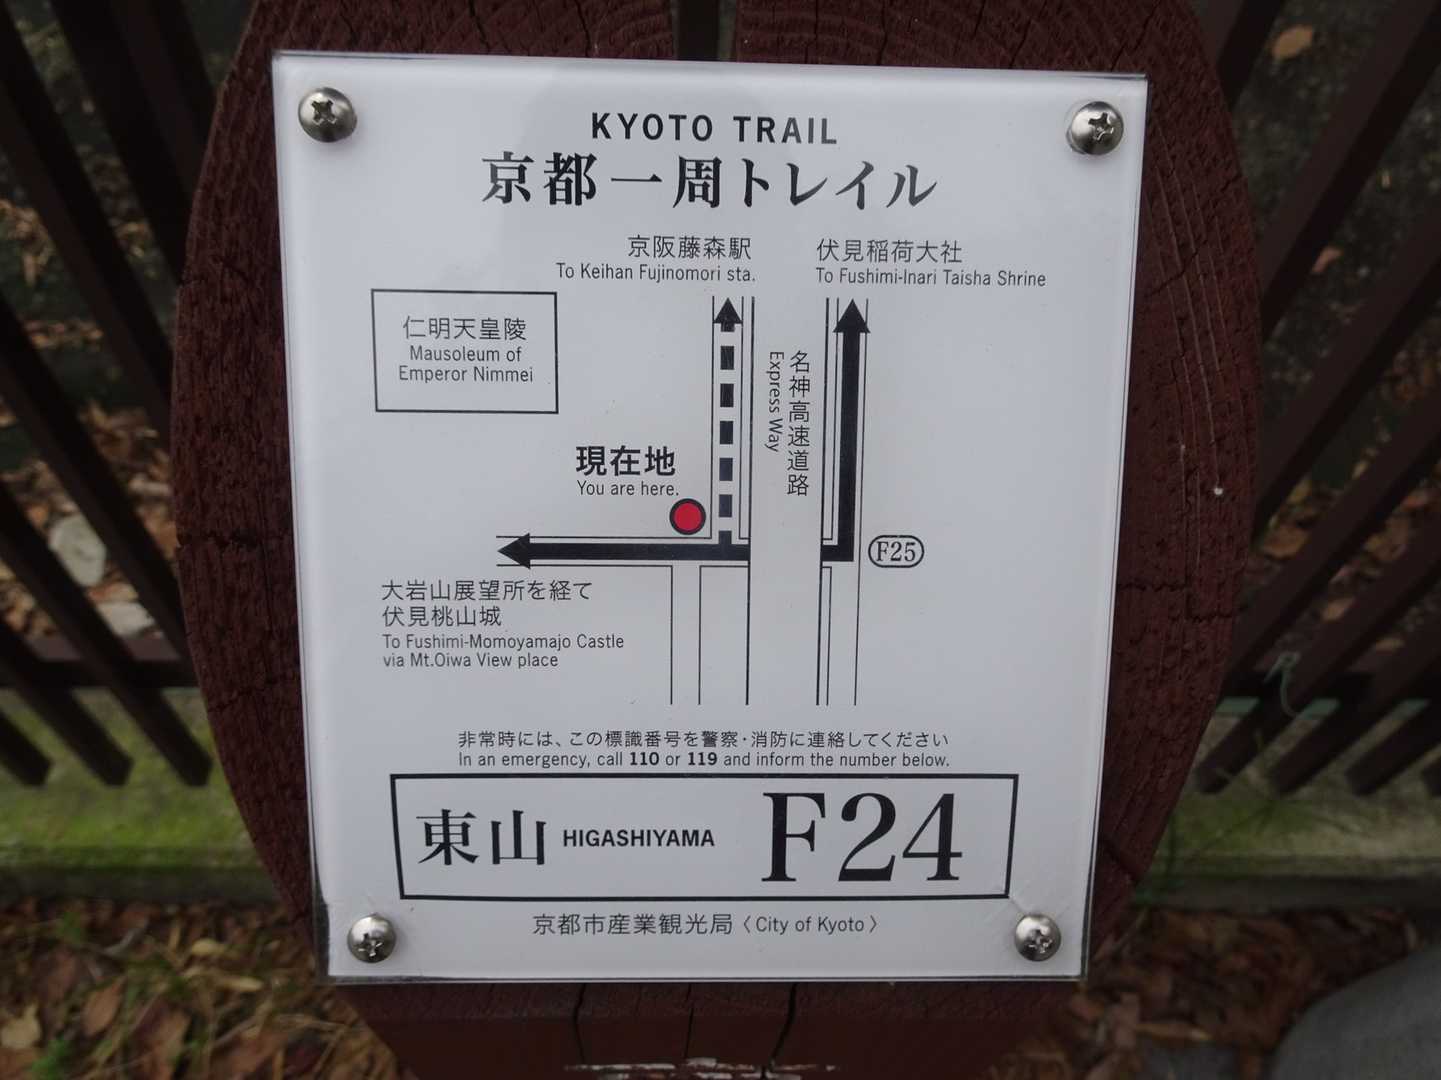 KYOTO TRAIL
京都一周トレイル
京阪藤森駅
To Keihan Fujinomori sta.
伏見稲荷大社
To Fushimi-Inari Taisha Shrine
仁明天皇陵
Mausoleum of
Emperor Nimmei
名神高速道路
Express Way
現在地
You are here.
F25
大岩山展望所を経て
伏見桃山城
To Fushimi-Momoyamajo Castle
via Mt.Oiwa View place
非常時には、この標識番号を警察・消防に連絡してください
In an emergency, call 110 or 119 and inform the number below.
東山 HIGASHIYAMA F24
京都市産業観光局〈City of Kyoto〉